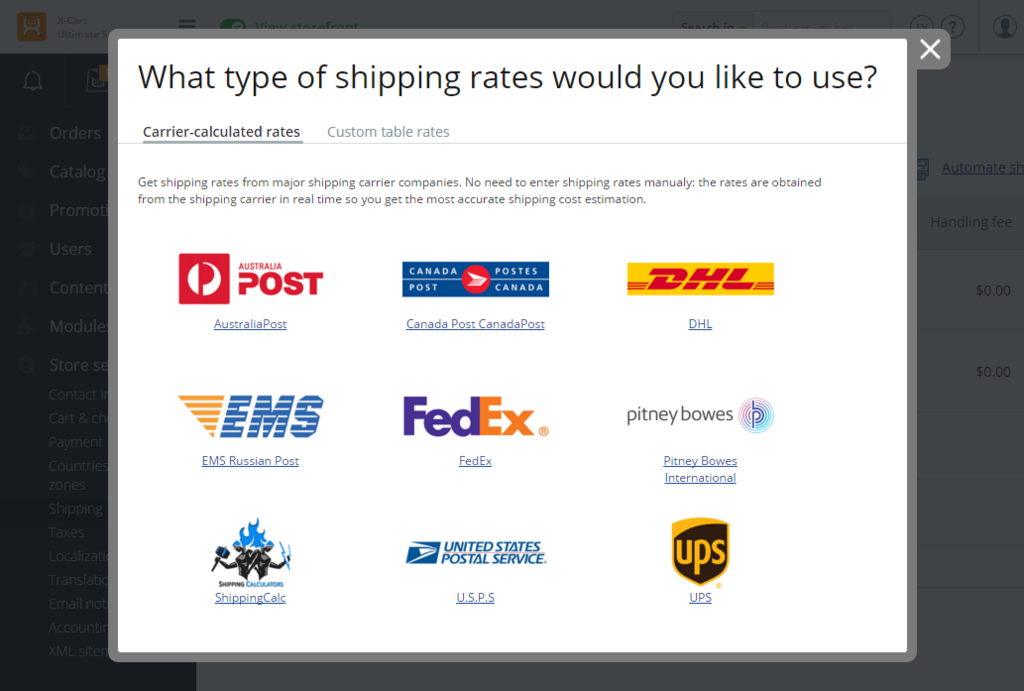 X-Cart
Ultimate 5
View storefront
Search in
EN
?
What type of shipping rates would you like to use?
Carrier-calculated rates
Custom table rates
Get shipping rates from major shipping carrier companies. No need to enter shipping rates manualy: the rates are obtained
from the shipping carrier in real time so you get the most accurate shipping cost estimation.
AUSTRALIA
POST
AustraliaPost
CANADA POSTES
POST CANADA
Canada Post CanadaPost
DHL
DHL
EMS
EMS Russian Post
FedEx®
FedEx
pitney bowes
Pitney Bowes
International
SHIPPING CALCULATORS
ShippingCalc
UNITED STATES
POSTAL SERVICE®
U.S.P.S
ups
UPS
Orders
Catalog
Promoti
Users
Content
Modules
Store se
Contact in
Cart & che
Payment
Countries
zones
Shipping
Taxes
Localizati
Translatio
Email not
Accountin
XML sitem
Automate sh
Handling fee
$0.00
$0.00